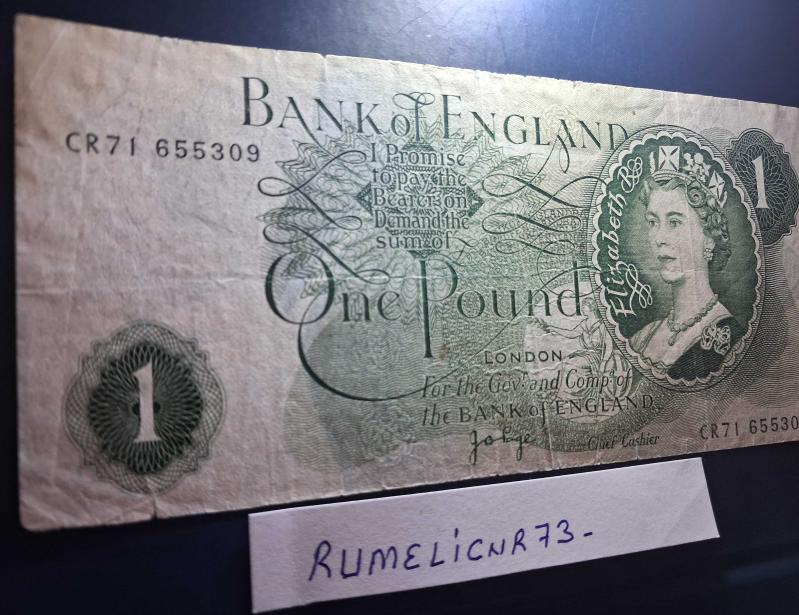 BANK of ENGLAND
CR71 655309
I Promise
to pay the
Bearer on
Demand the
sum of
One Pound
1
Elizabeth R
LONDON
For the Gov.r and Comp.a of
the BANK of ENGLAND.
Chief Cashier
CR71 65530
1
RUMELiCNR73-